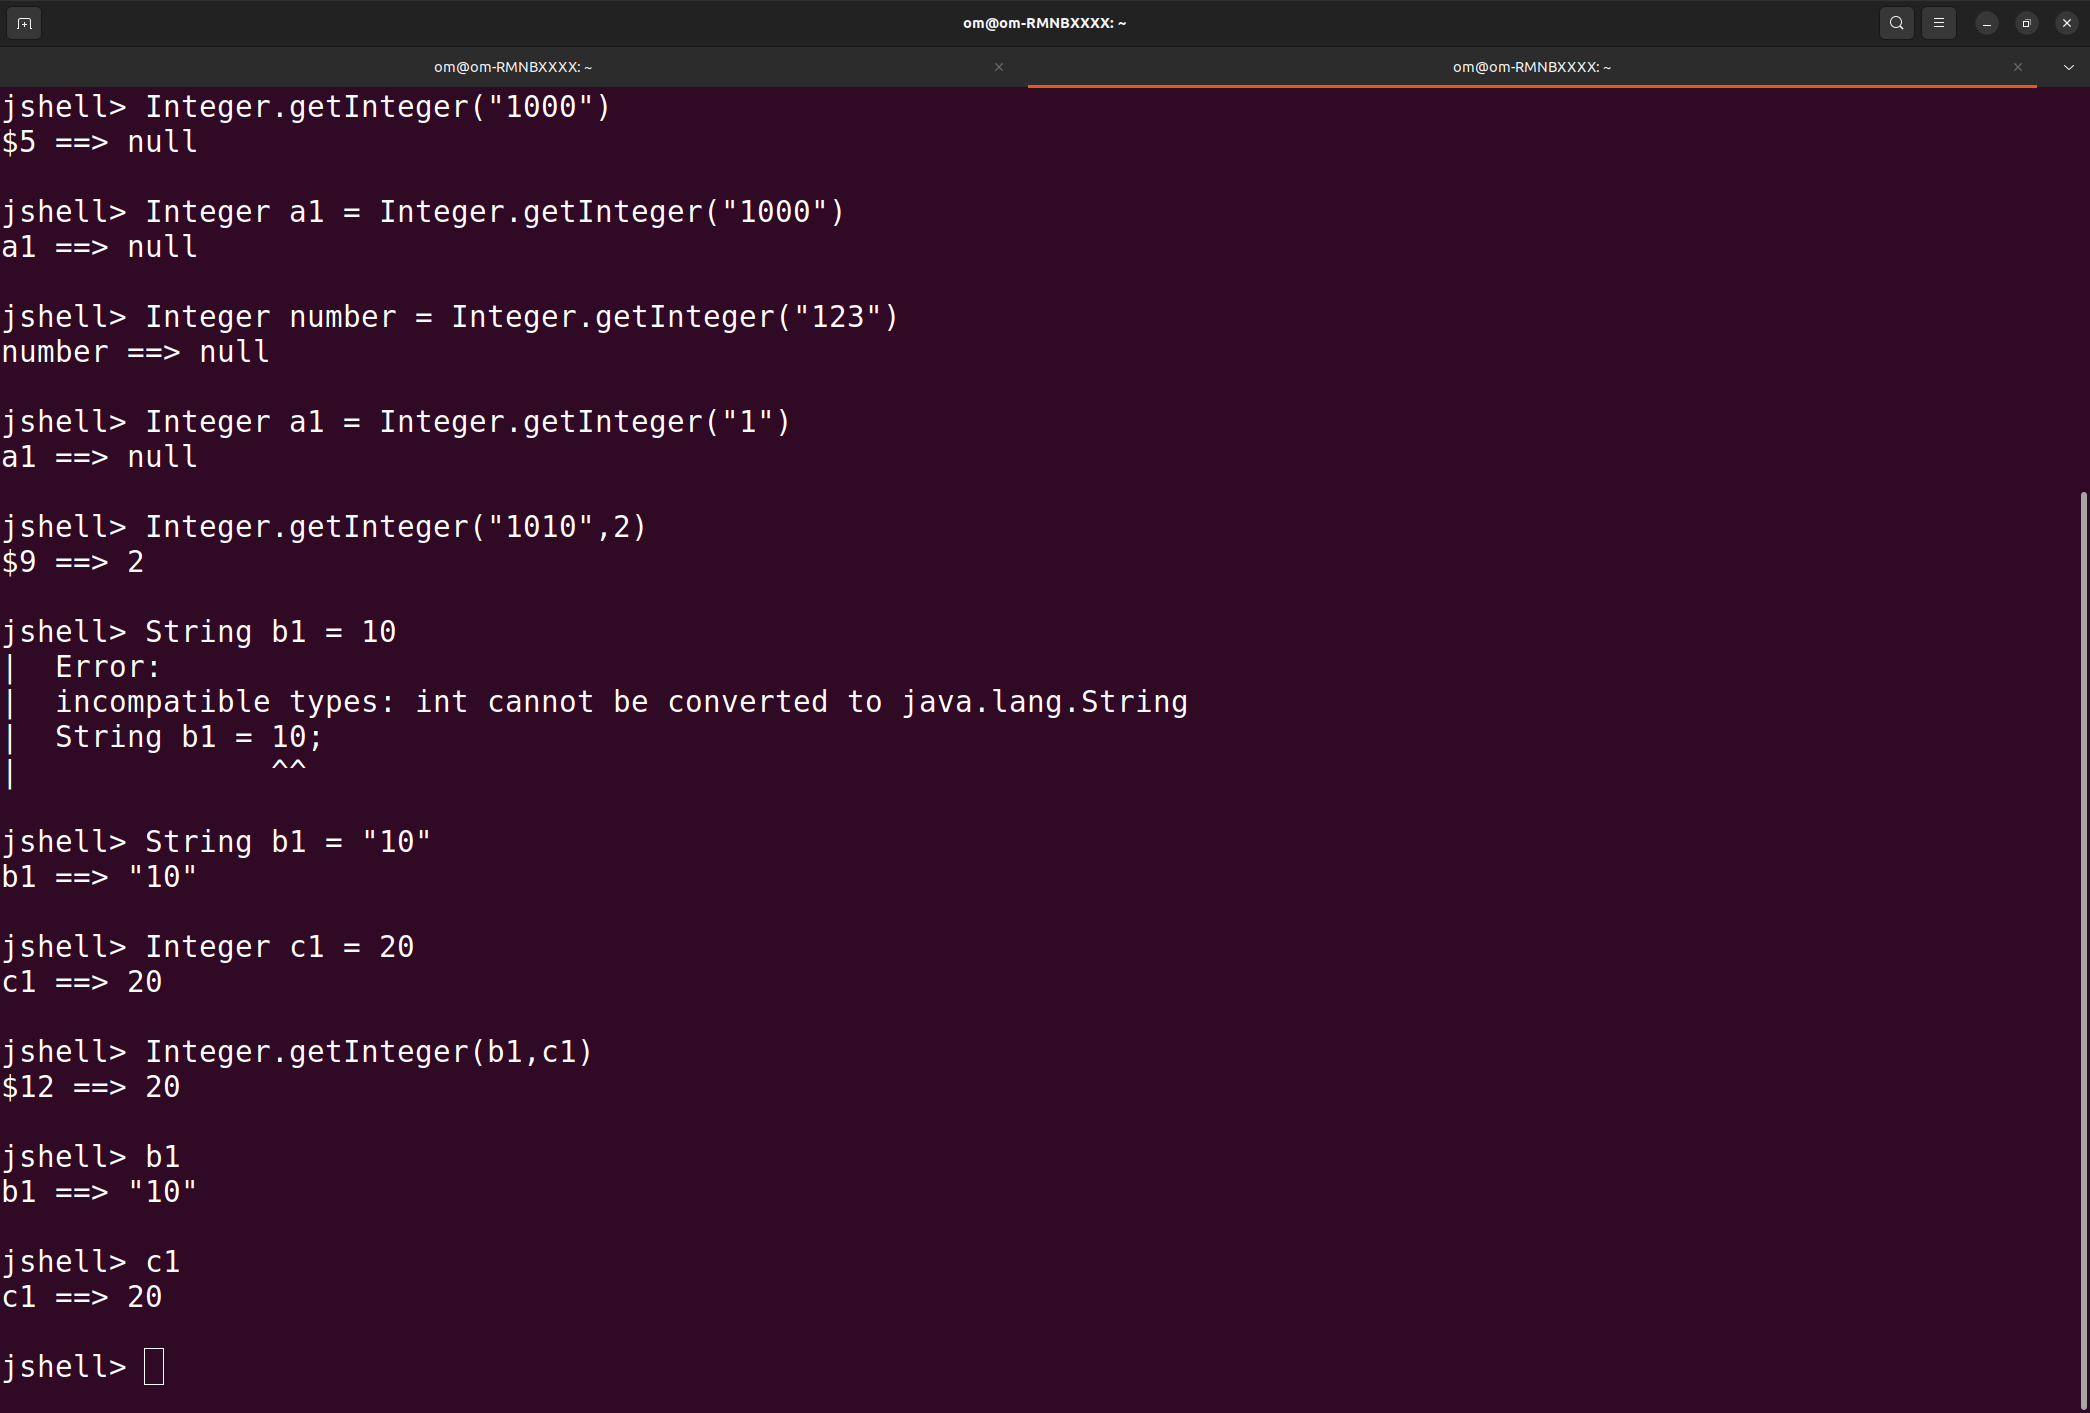 om@om-RMNBXXXX: ~
om@om-RMNBXXXX: ~
om@om-RMNBXXXX: ~
jshell> Integer.getInteger("1000")
$5 ==> null
jshell> Integer a1 = Integer.getInteger("1000")
a1 ==> null
jshell> Integer number = Integer.getInteger("123")
number ==> null
jshell> Integer a1 = Integer.getInteger("1")
a1 ==> null
jshell> Integer.getInteger("1010",2)
$9 ==> 2
jshell> String b1 = 10
|  Error:
|  incompatible types: int cannot be converted to java.lang.String
|  String b1 = 10;
|              ^^
jshell> String b1 = "10"
b1 ==> "10"
jshell> Integer c1 = 20
c1 ==> 20
jshell> Integer.getInteger(b1,c1)
$12 ==> 20
jshell> b1
b1 ==> "10"
jshell> c1
c1 ==> 20
jshell>